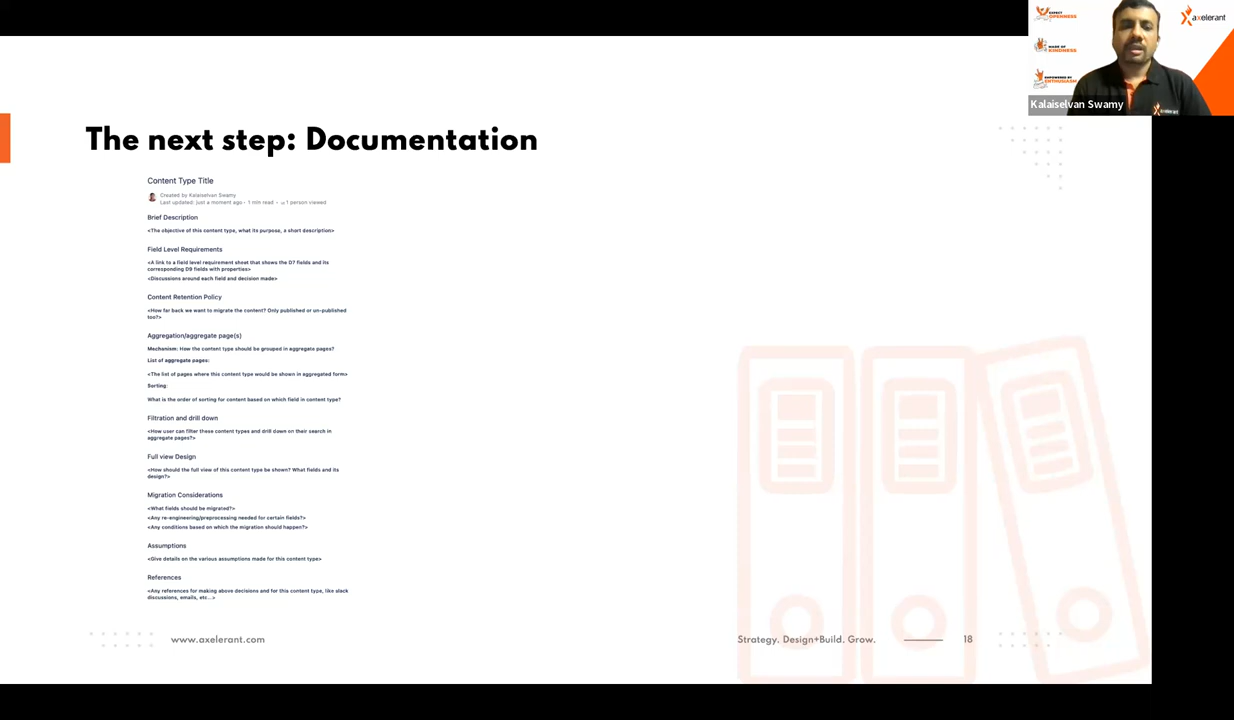 EXPECT
OPENNESS
MADE OF
KINDNESS
EMPOWERED BY
ENTHUSIASM
axelerant
Kalaiselvan Swamy
The next step: Documentation
Content Type Title
Created by Kalaiselvan Swamy
Last updated: just a moment ago • 1 min read • 1 person viewed
Brief Description
<The objective of this content type, what its purpose, a short description>
Field Level Requirements
<A link to a field level requirement sheet that shows the D7 fields and its
corresponding D9 fields with properties>
<Discussions around each field and decision made>
Content Retention Policy
<How far back we want to migrate the content? Only published or un-published
too?>
Aggregation/aggregate page(s)
Mechanism: How the content type should be grouped in aggregate pages?
List of aggregate pages:
<The list of pages where this content type would be shown in aggregated form>
Sorting:
What is the order of sorting for content based on which field in content type?
Filtration and drill down
<How user can filter these content types and drill down on their search in
aggregate pages?>
Full view Design
<How should the full view of this content type be shown? What fields and its
design?>
Migration Considerations
<What fields should be migrated?>
<Any re-engineering/preprocessing needed for certain fields?>
<Any conditions based on which the migration should happen?>
Assumptions
<Give details on the various assumptions made for this content type>
References
<Any references for making above decisions and for this content type, like slack
discussions, emails, etc...>
www.axelerant.com
Strategy. Design+Build. Grow.
18